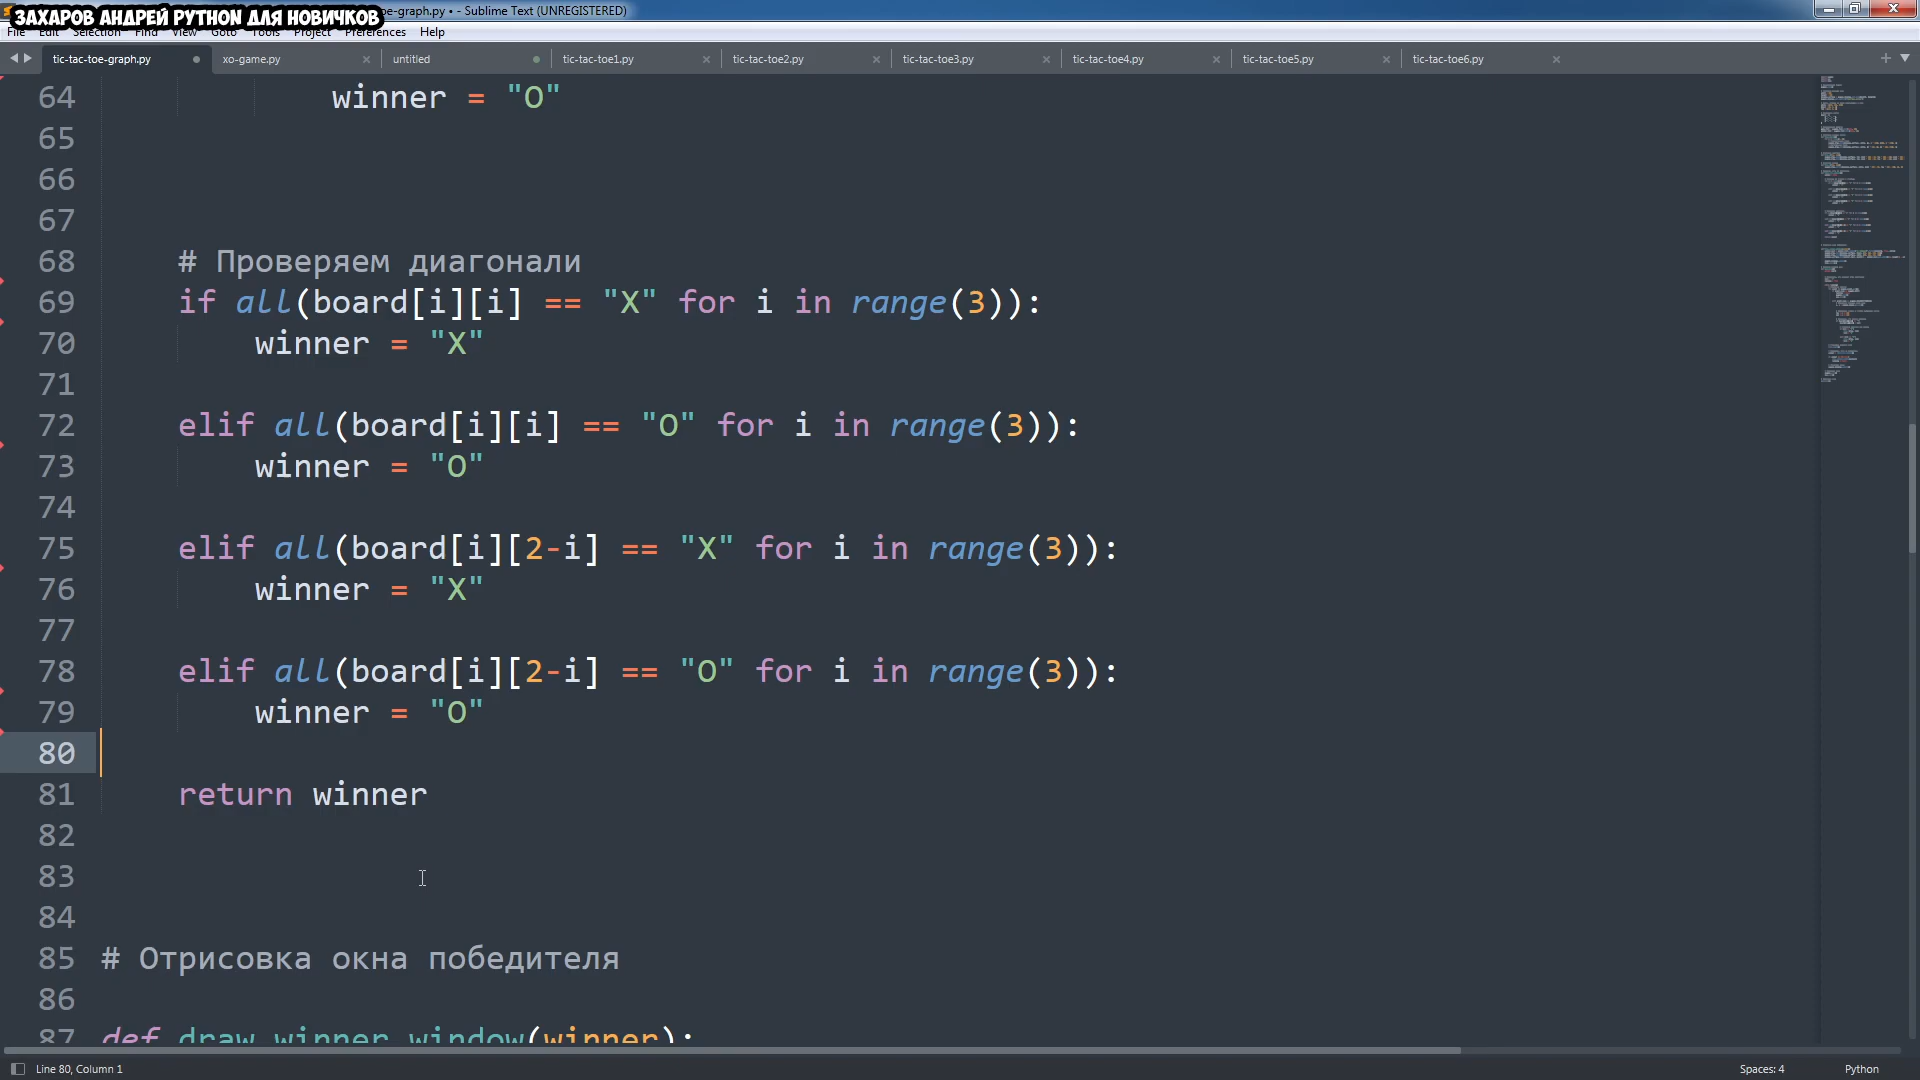 ЗАХАРОВ АНДРЕЙ PYTHON ДЛЯ НОВИЧКОВ
oe-graph.py • - Sublime Text (UNREGISTERED)
File Edit Selection Find View Goto Tools Project Preferences Help
tic-tac-toe-graph.py xo-game.py untitled tic-tac-toe1.py tic-tac-toe2.py tic-tac-toe3.py tic-tac-toe4.py tic-tac-toe5.py tic-tac-toe6.py
64 winner = "O"
65
66
67
68 # Проверяем диагонали
69 if all(board[i][i] == "X" for i in range(3)):
70 winner = "X"
71
72 elif all(board[i][i] == "O" for i in range(3)):
73 winner = "O"
74
75 elif all(board[i][2-i] == "X" for i in range(3)):
76 winner = "X"
77
78 elif all(board[i][2-i] == "O" for i in range(3)):
79 winner = "O"
80
81 return winner
82
83
84
85 # Отрисовка окна победителя
86
87 def draw_winner_window(winner):
Line 80, Column 1 Spaces: 4 Python